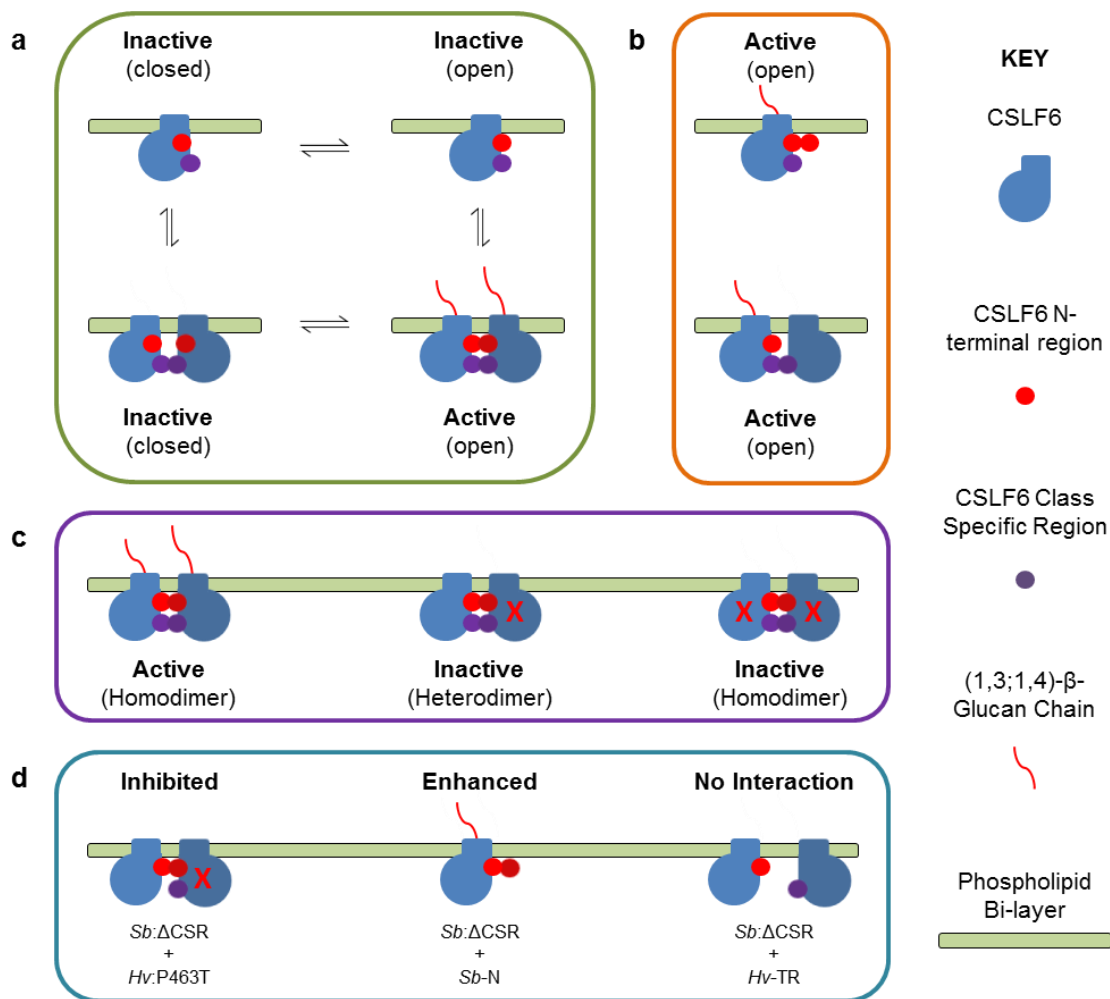 a
Inactive
(closed)
Inactive
(open)
Inactive
(closed)
Active
(open)
b
Active
(open)
Active
(open)
c
Active
(Homodimer)
X
Inactive
(Heterodimer)
X
X
Inactive
(Homodimer)
d
Inhibited
X
Sb:ΔCSR
+
Hv:P463T
Enhanced
Sb:ΔCSR
+
Sb-N
No Interaction
Sb:ΔCSR
+
Hv-TR
KEY
CSLF6
CSLF6 N-
terminal region
CSLF6 Class
Specific Region
(1,3;1,4)-β-
Glucan Chain
Phospholipid
Bi-layer